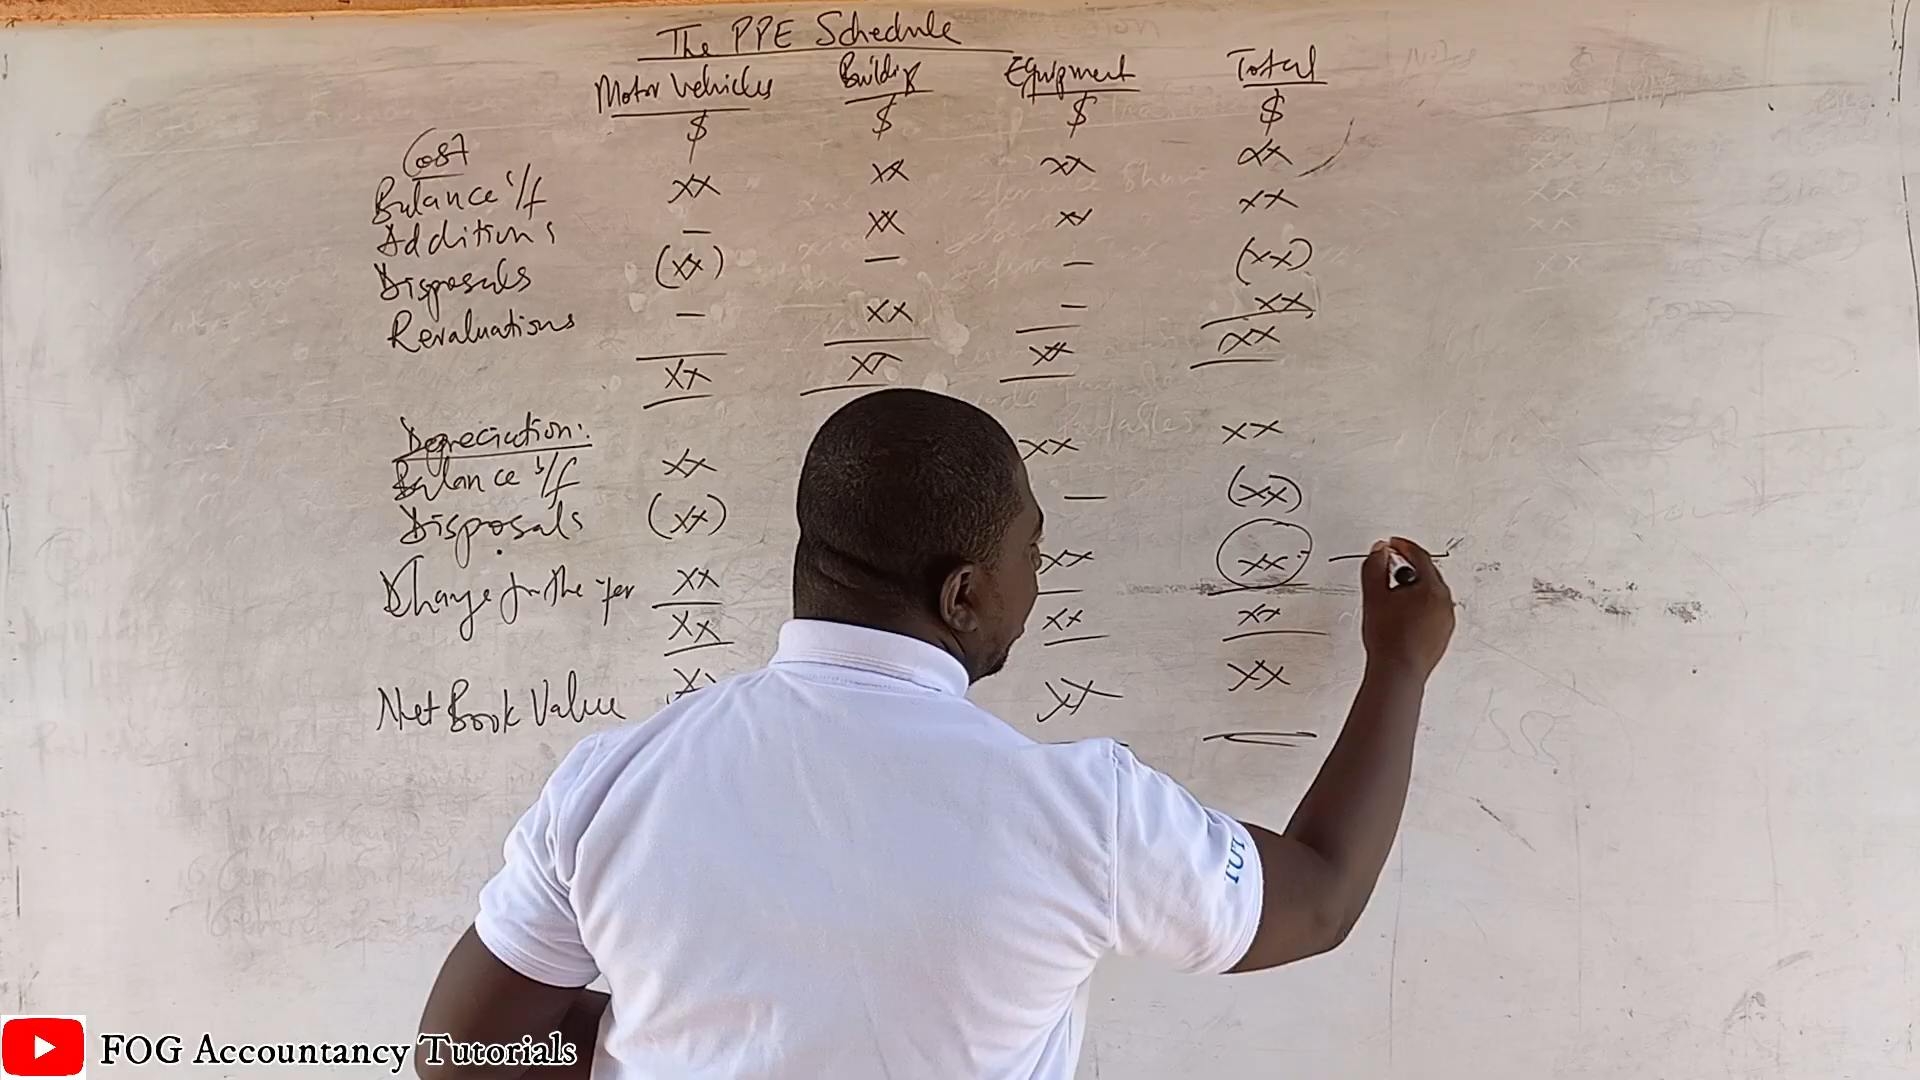 The PPE Schedule
Motor Vehicles Building Equipment Total
$ $ $ $
Cost
Balance b/f xx xx xx xx
Additions — xx xx xx
Disposals (xx) — — (xx)
Revaluations — xx — xx
xx xx xx xx
Depreciation:
Balance b/f xx xx xx
Disposals (xx) — (xx)
Charge for the year xx xx xx
xx xx xx
Net Book Value xx xx xx
TUT
FOG Accountancy Tutorials